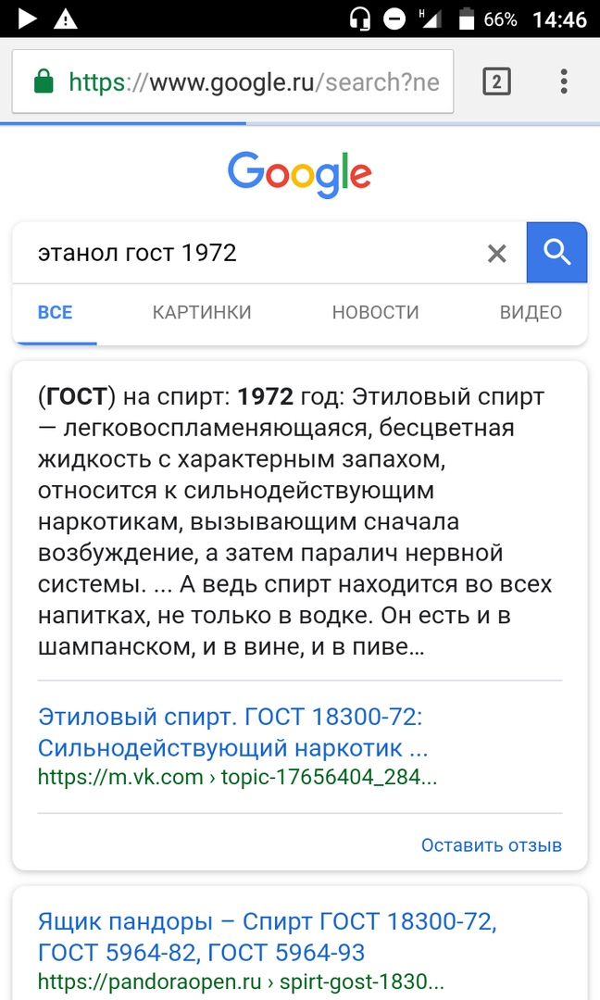 H 66% 14:46
https://www.google.ru/search?ne
2
Google
этанол гост 1972
ВСЕ КАРТИНКИ НОВОСТИ ВИДЕО
(ГОСТ) на спирт: 1972 год: Этиловый спирт
— легковоспламеняющаяся, бесцветная
жидкость с характерным запахом,
относится к сильнодействующим
наркотикам, вызывающим сначала
возбуждение, а затем паралич нервной
системы. ... А ведь спирт находится во всех
напитках, не только в водке. Он есть и в
шампанском, и в вине, и в пиве...
Этиловый спирт. ГОСТ 18300-72:
Сильнодействующий наркотик ...
https://m.vk.com › topic-17656404_284...
Оставить отзыв
Ящик пандоры – Спирт ГОСТ 18300-72,
ГОСТ 5964-82, ГОСТ 5964-93
https://pandoraopen.ru › spirt-gost-1830...